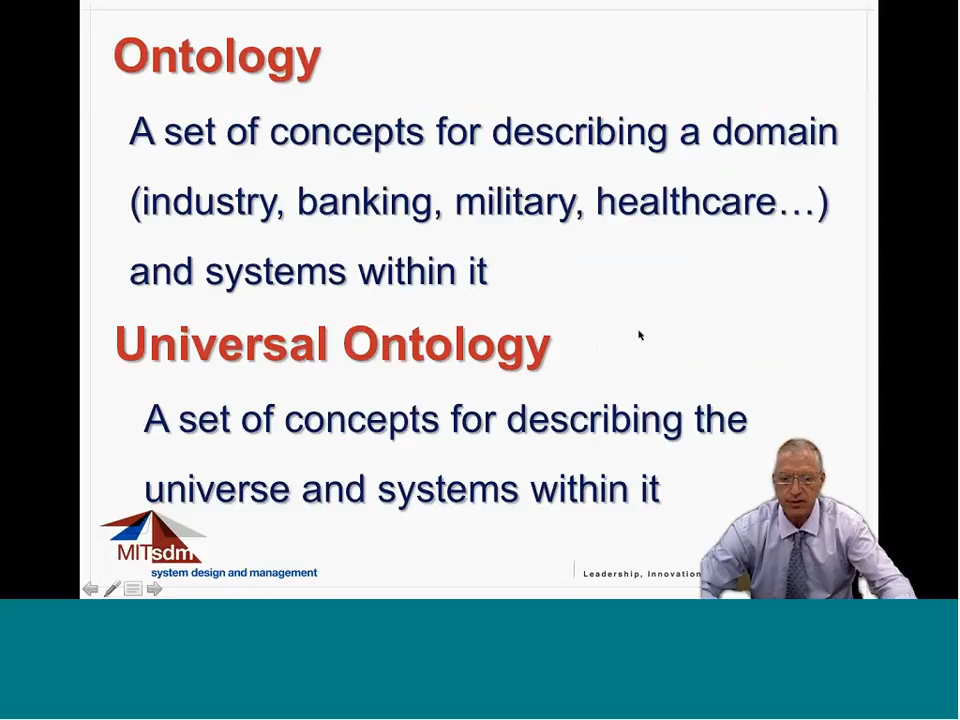 Ontology
A set of concepts for describing a domain
(industry, banking, military, healthcare…)
and systems within it
Universal Ontology
A set of concepts for describing the
universe and systems within it
MITsdm
system design and management
Leadership, Innovation